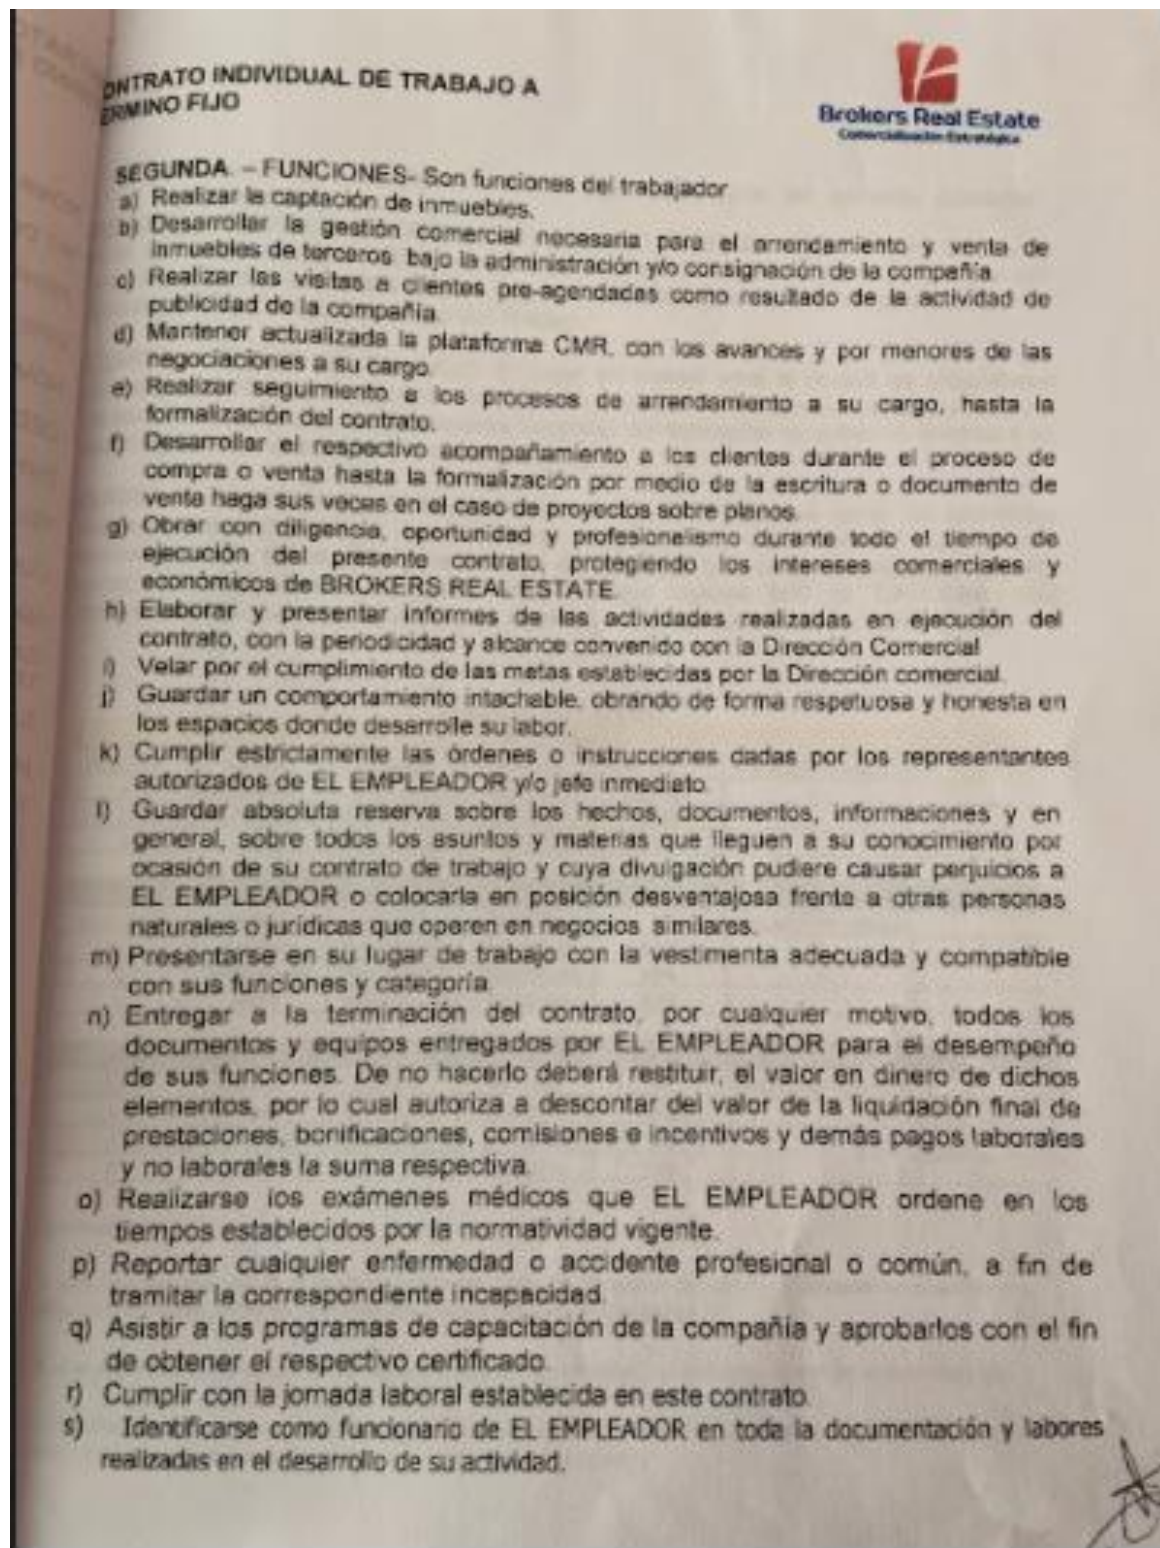 ONTRATO INDIVIDUAL DE TRABAJO A
ERMINO FIJO
Brokers Real Estate
Comercialización Estratégica
SEGUNDA. – FUNCIONES- Son funciones del trabajador
a) Realizar la captación de inmuebles.
b) Desarrollar la gestión comercial necesaria para el arrendamiento y venta de
inmuebles de terceros bajo la administración y/o consignación de la compañía
c) Realizar las visitas a clientes pre-agendadas como resultado de la actividad de
publicidad de la compañía.
d) Mantener actualizada la plataforma CMR, con los avances y por menores de las
negociaciones a su cargo.
e) Realizar seguimiento a los procesos de arrendamiento a su cargo, hasta la
formalización del contrato.
f) Desarrollar el respectivo acompañamiento a los clientes durante el proceso de
compra o venta hasta la formalización por medio de la escritura o documento de
venta haga sus veces en el caso de proyectos sobre planos.
g) Obrar con diligencia, oportunidad y profesionalismo durante todo el tiempo de
ejecución del presente contrato, protegiendo los intereses comerciales y
económicos de BROKERS REAL ESTATE.
h) Elaborar y presentar informes de las actividades realizadas en ejecución del
contrato, con la periodicidad y alcance convenido con la Dirección Comercial
i) Velar por el cumplimiento de las metas establecidas por la Dirección comercial.
j) Guardar un comportamiento intachable, obrando de forma respetuosa y honesta en
los espacios donde desarrolle su labor.
k) Cumplir estrictamente las órdenes o instrucciones dadas por los representantes
autorizados de EL EMPLEADOR y/o jefe inmediato.
l) Guardar absoluta reserva sobre los hechos, documentos, informaciones y en
general, sobre todos los asuntos y materias que lleguen a su conocimiento por
ocasión de su contrato de trabajo y cuya divulgación pudiere causar perjuicios a
EL EMPLEADOR o colocarla en posición desventajosa frente a otras personas
naturales o jurídicas que operen en negocios similares.
m) Presentarse en su lugar de trabajo con la vestimenta adecuada y compatible
con sus funciones y categoría.
n) Entregar a la terminación del contrato, por cualquier motivo, todos los
documentos y equipos entregados por EL EMPLEADOR para el desempeño
de sus funciones. De no hacerlo deberá restituir, el valor en dinero de dichos
elementos, por lo cual autoriza a descontar del valor de la liquidación final de
prestaciones, bonificaciones, comisiones e incentivos y demás pagos laborales
y no laborales la suma respectiva.
o) Realizarse los exámenes médicos que EL EMPLEADOR ordene en los
tiempos establecidos por la normatividad vigente.
p) Reportar cualquier enfermedad o accidente profesional o común, a fin de
tramitar la correspondiente incapacidad.
q) Asistir a los programas de capacitación de la compañía y aprobarlos con el fin
de obtener el respectivo certificado.
r) Cumplir con la jornada laboral establecida en este contrato.
s) Identificarse como funcionario de EL EMPLEADOR en toda la documentación y labores
realizadas en el desarrollo de su actividad.